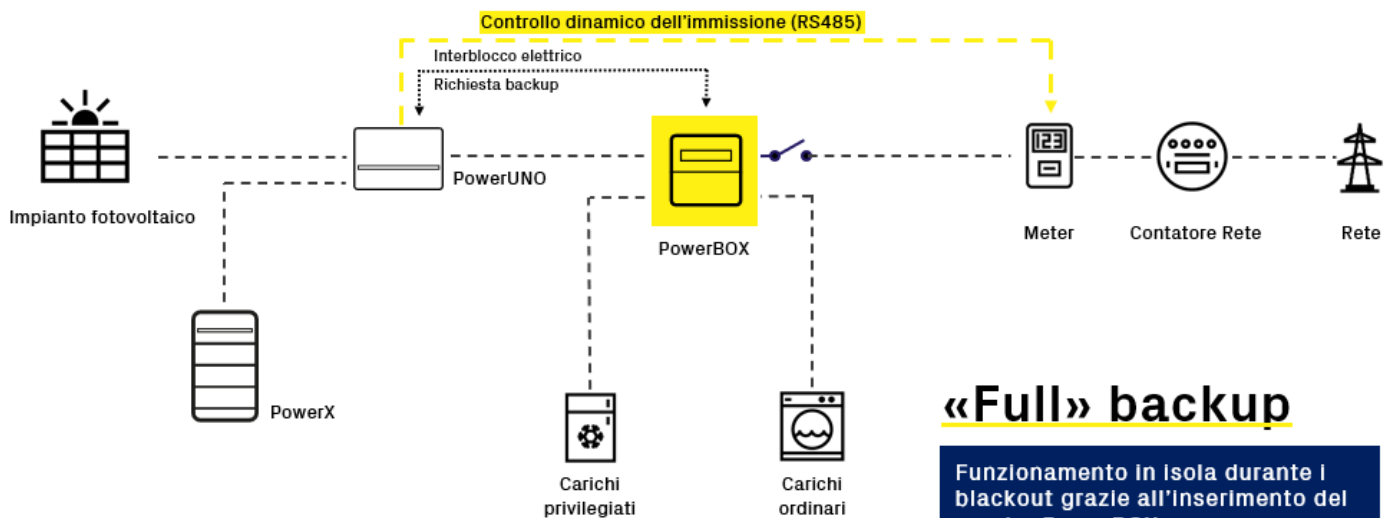 Controllo dinamico dell'immissione (RS485)
Interblocco elettrico
Richiesta backup
123
PowerUNO
Impianto fotovoltaico
PowerBOX
Meter
Contatore Rete
Rete
PowerX
«Full» backup
Funzionamento in isola durante i
blackout grazie all'inserimento del
Carichi
privilegiati
Carichi
ordinari